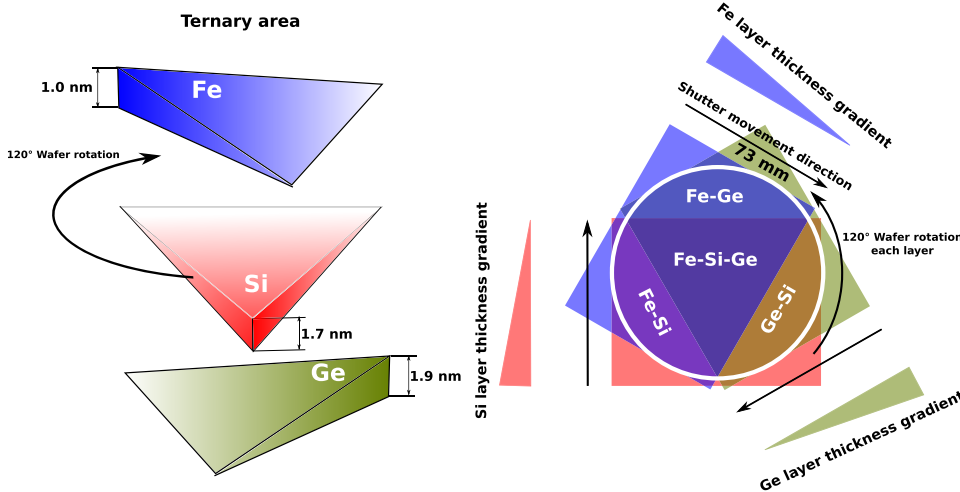 Ternary area
1.0 nm
Fe
120° Wafer rotation
Si
1.7 nm
Ge
1.9 nm
Fe layer thickness gradient
Shutter movement direction
73 mm
Fe-Ge
Fe-Si-Ge
Fe-Si
Ge-Si
120° Wafer rotation
each layer
Si layer thickness gradient
Ge layer thickness gradient